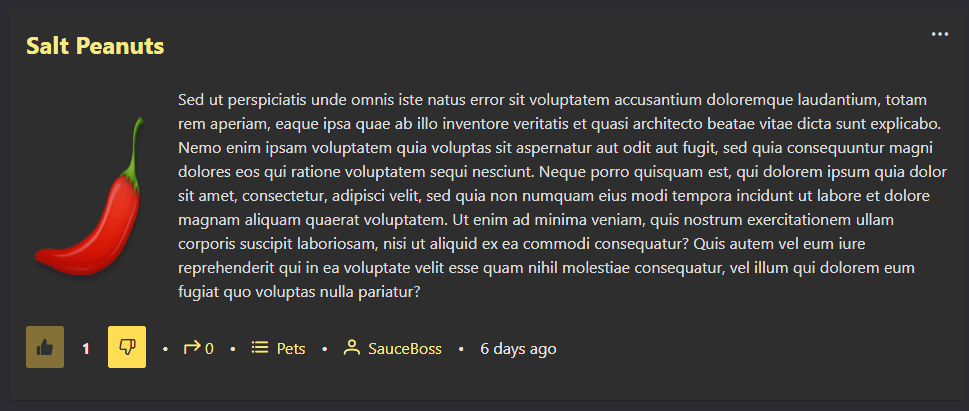 Salt Peanuts
Sed ut perspiciatis unde omnis iste natus error sit voluptatem accusantium doloremque laudantium, totam
rem aperiam, eaque ipsa quae ab illo inventore veritatis et quasi architecto beatae vitae dicta sunt explicabo.
Nemo enim ipsam voluptatem quia voluptas sit aspernatur aut odit aut fugit, sed quia consequuntur magni
dolores eos qui ratione voluptatem sequi nesciunt. Neque porro quisquam est, qui dolorem ipsum quia dolor
sit amet, consectetur, adipisci velit, sed quia non numquam eius modi tempora incidunt ut labore et dolore
magnam aliquam quaerat voluptatem. Ut enim ad minima veniam, quis nostrum exercitationem ullam
corporis suscipit laboriosam, nisi ut aliquid ex ea commodi consequatur? Quis autem vel eum iure
reprehenderit qui in ea voluptate velit esse quam nihil molestiae consequatur, vel illum qui dolorem eum
fugiat quo voluptas nulla pariatur?
1 • 0 • Pets • SauceBoss • 6 days ago